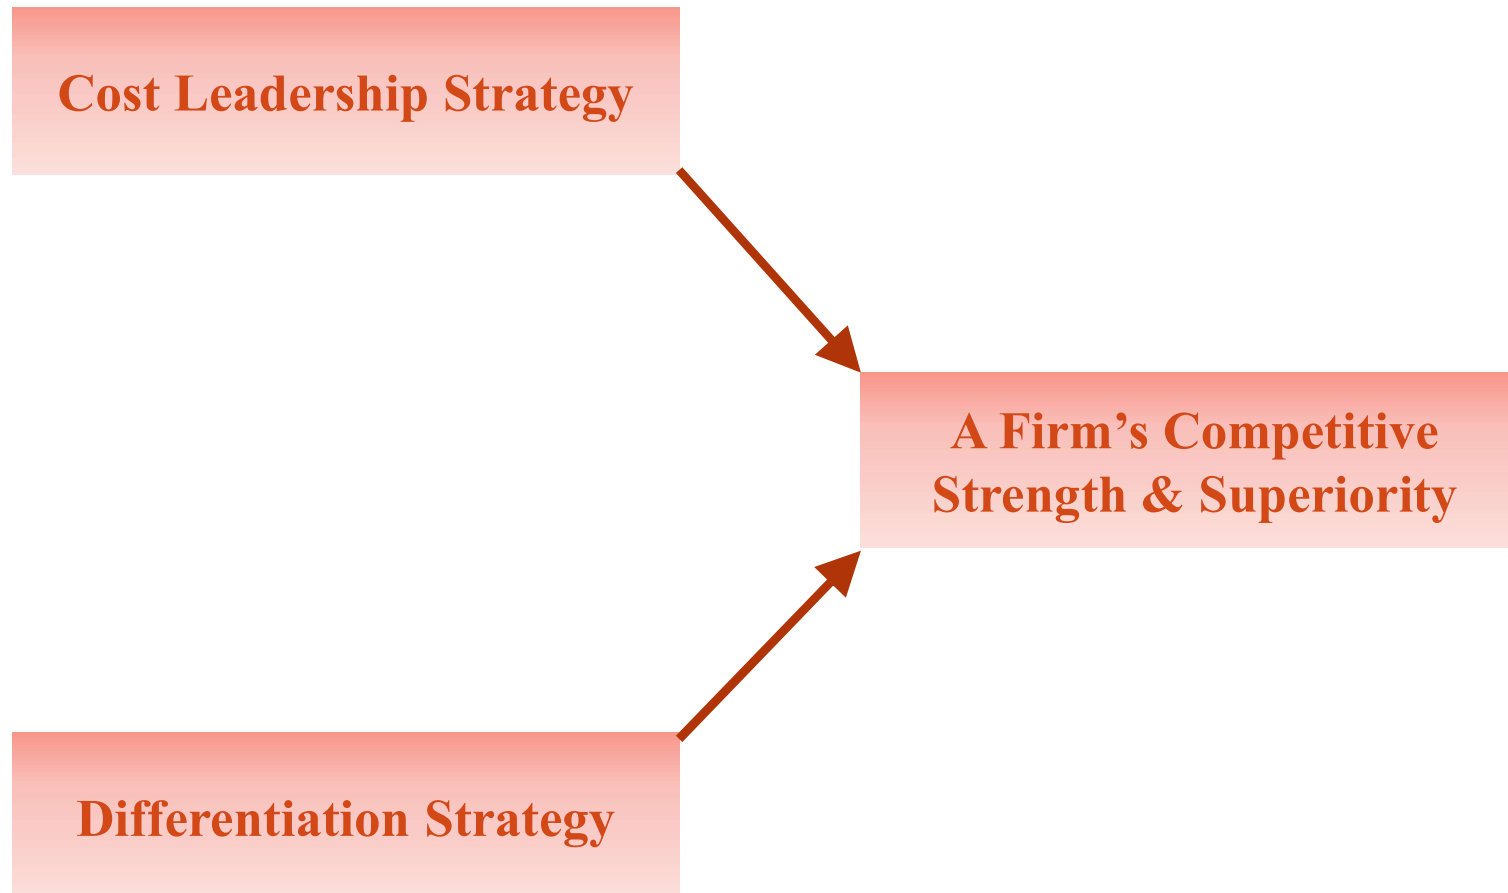 Cost Leadership Strategy
A Firm’s Competitive
Strength & Superiority
Differentiation Strategy